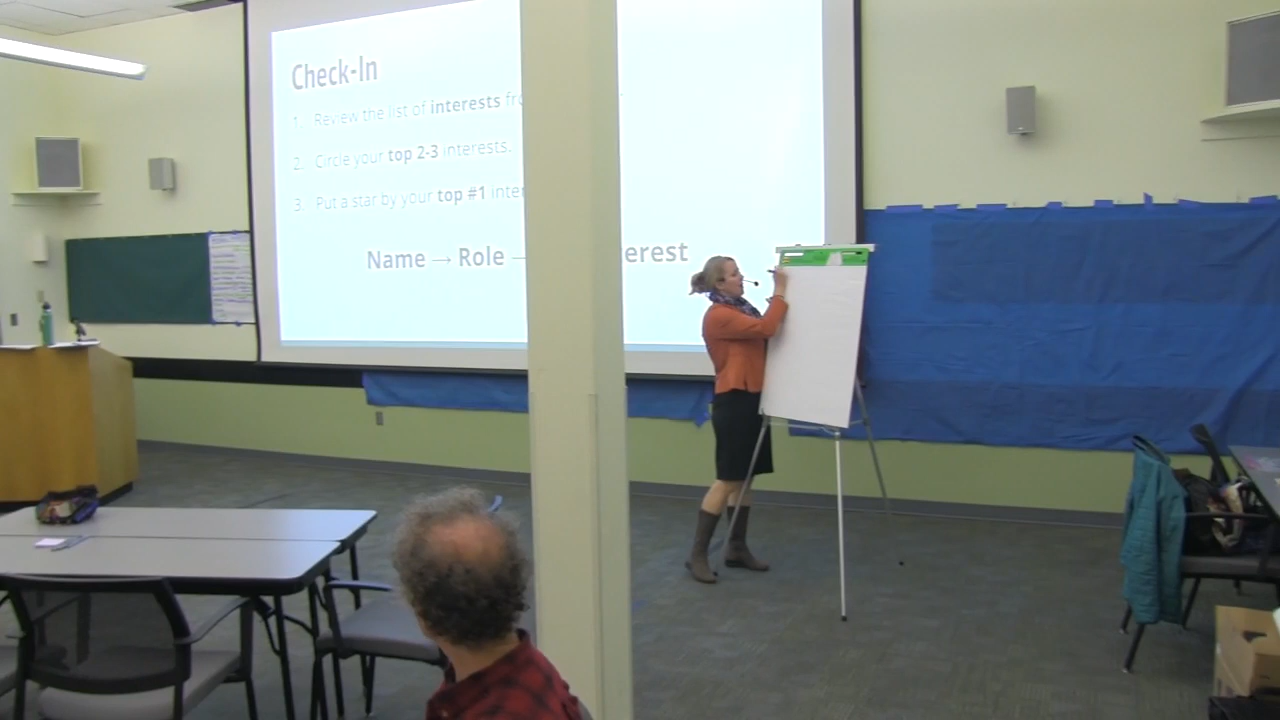 Check-In
1. Review the list of interests fro
2. Circle your top 2-3 interests.
3. Put a star by your top #1 inter
Name → Role → erest